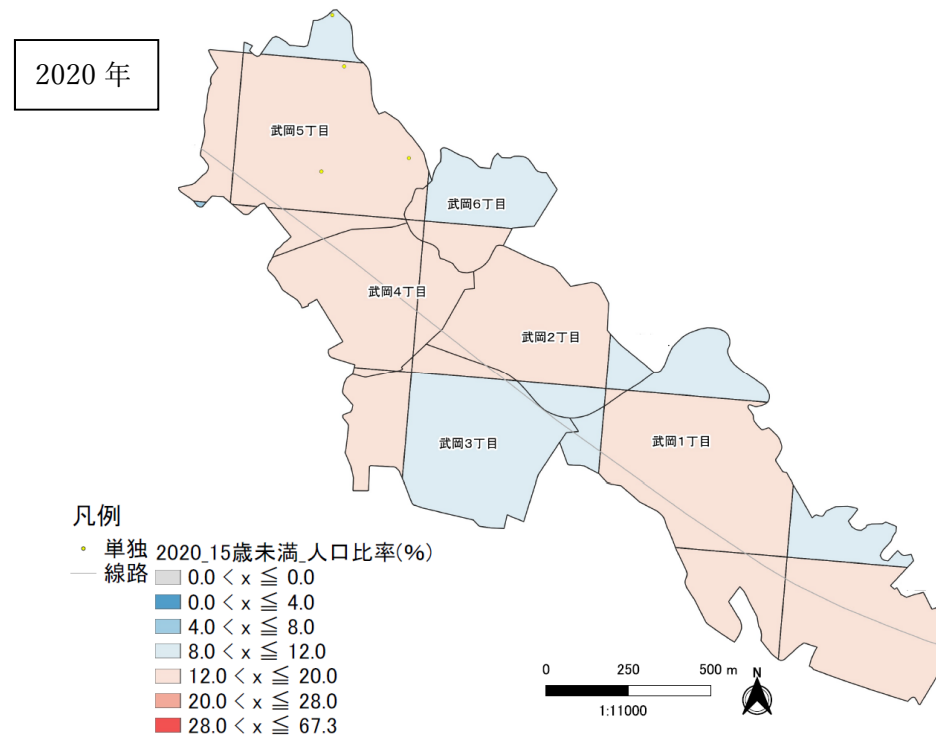 2020 年
武岡5丁目
武岡6丁目
武岡4丁目
武岡2丁目
武岡3丁目
武岡1丁目
凡例
単独
線路
2020_15歳未満_人口比率(%)
0.0 < x ≦ 0.0
0.0 < x ≦ 4.0
4.0 < x ≦ 8.0
8.0 < x ≦ 12.0
12.0 < x ≦ 20.0
20.0 < x ≦ 28.0
28.0 < x ≦ 67.3
0 250 500 m
1:11000
N